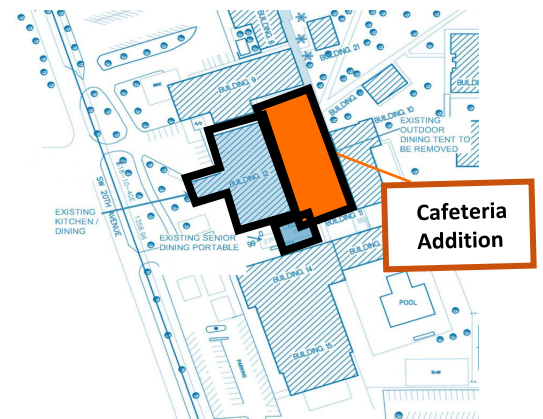 BUILDING 8
BUILDING 21
BUILDING 9
BUILDING
BUILDING 10
EXISTING
OUTDOOR
DINING TENT TO
BE REMOVED
BUILDING 12
SW 20TH AVENUE
EXISTING
KITCHEN /
DINING
EXISTING SENIOR
DINING PORTABLE
BUILDING 11
Cafeteria
Addition
BUILDING 14
BUILDING 15
POOL
PARKING